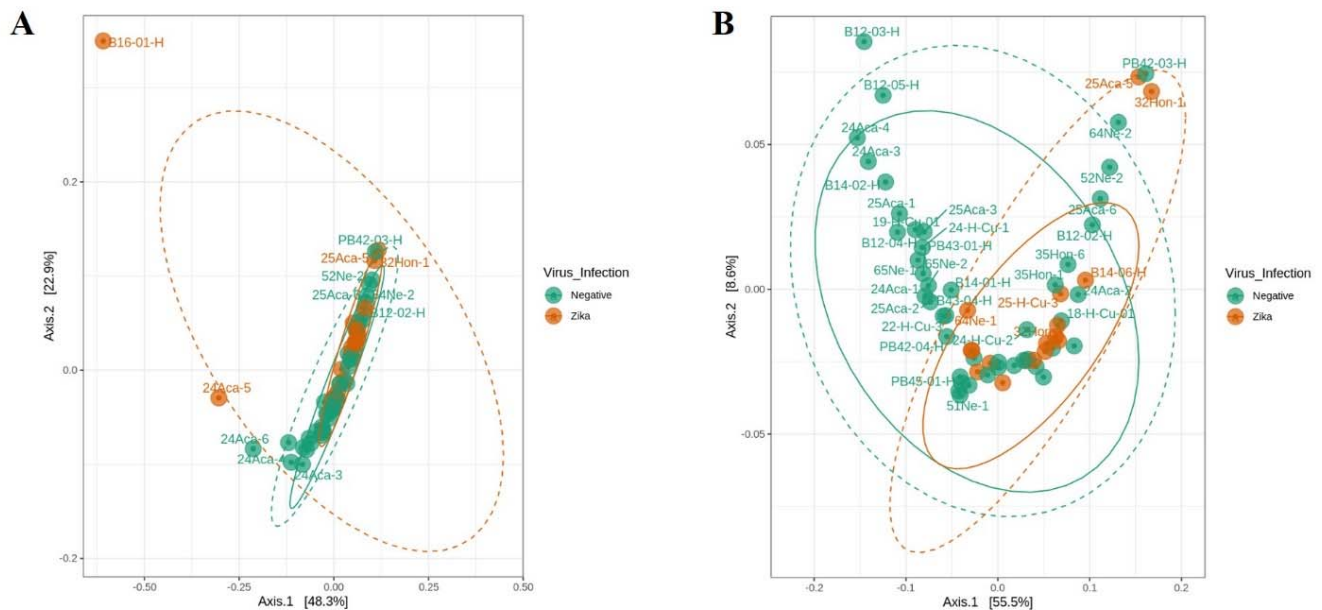 A
B16-01-H
0.2
0.0
-0.2
Axis.2 [22.9%]
PB42-03-H
25Aca-5
32Hon-1
52Ne-2
64Ne-2
B12-02-H
24Aca-5
24Aca-6
24Aca-4
24Aca-3
-0.50
-0.25
0.00
0.25
0.50
Axis.1 [48.3%]
Virus_Infection
Negative
Zika
B
B12-03-H
PB42-03-H
25Aca-5
32Hon-1
B12-05-H
64Ne-2
24Aca-4
24Aca-3
52Ne-2
B14-02-H
25Aca-1
25Aca-3
25Aca-6
19-H-Cu-01
24-H-Cu-1
B12-02-H
B12-04-H
PB43-01-H
35Hon-6
65Ne-1
65Ne-2
35Hon-1
B14-06-H
24Aca-1
B14-01-H
24Aca-2
25Aca-2
B43-04-H
25-H-Cu-3
22-H-Cu-3
64Ne-1
18-H-Cu-01
PB42-04-H
24-H-Cu-2
PB45-01-H
51Ne-1
0.05
0.00
-0.05
Axis.2 [8.6%]
-0.2
-0.1
0.0
0.1
0.2
Axis.1 [55.5%]
Virus_Infection
Negative
Zika